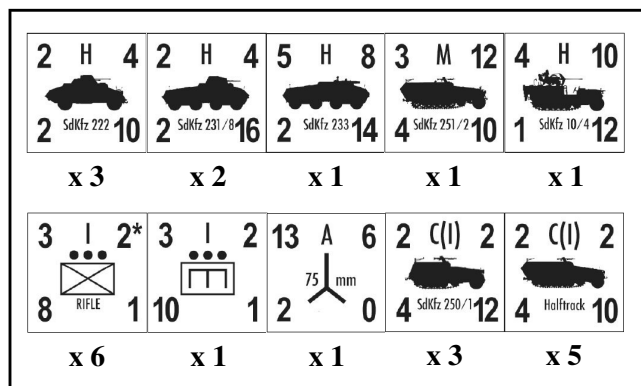 2 H 4 2 H 4 5 H 8 3 M 12 4 H 10
SdKfz 222 SdKfz 231/8 SdKfz 233 SdKfz 251/2 SdKfz 10/4
2 10 2 16 2 14 4 10 1 12
x 3 x 2 x 1 x 1 x 1
3 I 2* 3 I 2 13 A 6 2 C(I) 2 2 C(I) 2
75 mm SdKfz 250/1 Halftrack
RIFLE
8 1 10 1 2 0 4 12 4 10
x 6 x 1 x 1 x 3 x 5